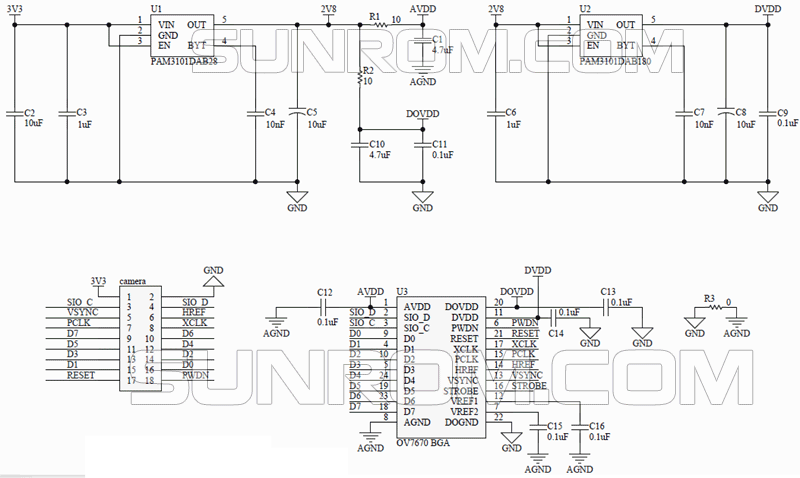 3V3 U1 2V8 AVDD 2V8 U2 DVDD
1 VIN OUT 5 R1 10 1 VIN OUT 5
2 GND 2 GND
3 EN BYT 4 C1 3 EN BYT 4
PAM3101DAB28 4.7uF PAM3101DAB180
SUNROM.COM
R2 AGND
10
C2 C3 C4 C5 DOVDD C6 C7 C8 C9
10uF 1uF 10nF 10uF 1uF 10nF 10uF 0.1uF
C10 C11
4.7uF 0.1uF
GND GND GND
3V3 camera GND
1 2
SIO_C 3 4 SIO_D
VSYNC 5 6 HREF
PCLK 7 8 XCLK
D7 9 10 D6
D5 11 12 D4
D3 13 14 D2
D1 15 16 D0
RESET 17 18 PWDN
C12 AVDD U3 DOVDD DVDD C13 R3
0.1uF 0.1uF 0.1uF 0
C14
AGND GND GND GND AGND
1 AVDD DOVDD 20
SIO_D 2 SIO_D DVDD 11
SIO_C 3 SIO_C PWDN 6 PWDN
D0 9 D0 RESET 21 RESET
D1 4 D1 XCLK 17 XCLK
D2 10 D2 PCLK 15 PCLK
D3 5 D3 HREF 14 HREF
D4 24 D4 VSYNC 13 VSYNC
D5 19 D5 STROBE 16 STROBE
D6 23 D6 VREF1 12
D7 18 D7 VREF2 7
8 AGND DOGND 22
SUNROM.COM
C15 C16
0.1uF 0.1uF
AGND OV7670 BGA GND AGND AGND